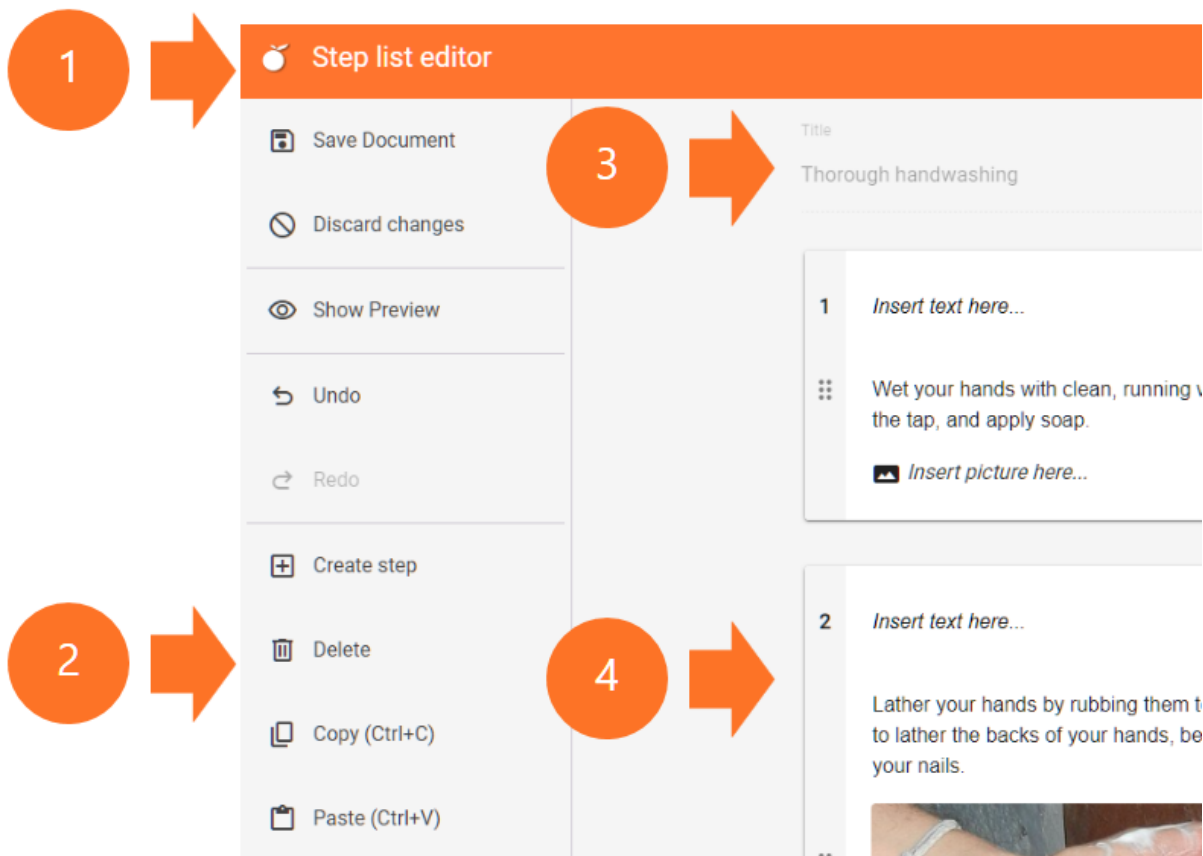 1
Step list editor
Save Document
Discard changes
Show Preview
Undo
Redo
Create step
2
Delete
Copy (Ctrl+C)
Paste (Ctrl+V)
3
Title
Thorough handwashing
1
Insert text here...
Wet your hands with clean, running
the tap, and apply soap.
Insert picture here...
4
2
Insert text here...
Lather your hands by rubbing them
to lather the backs of your hands,
your nails.